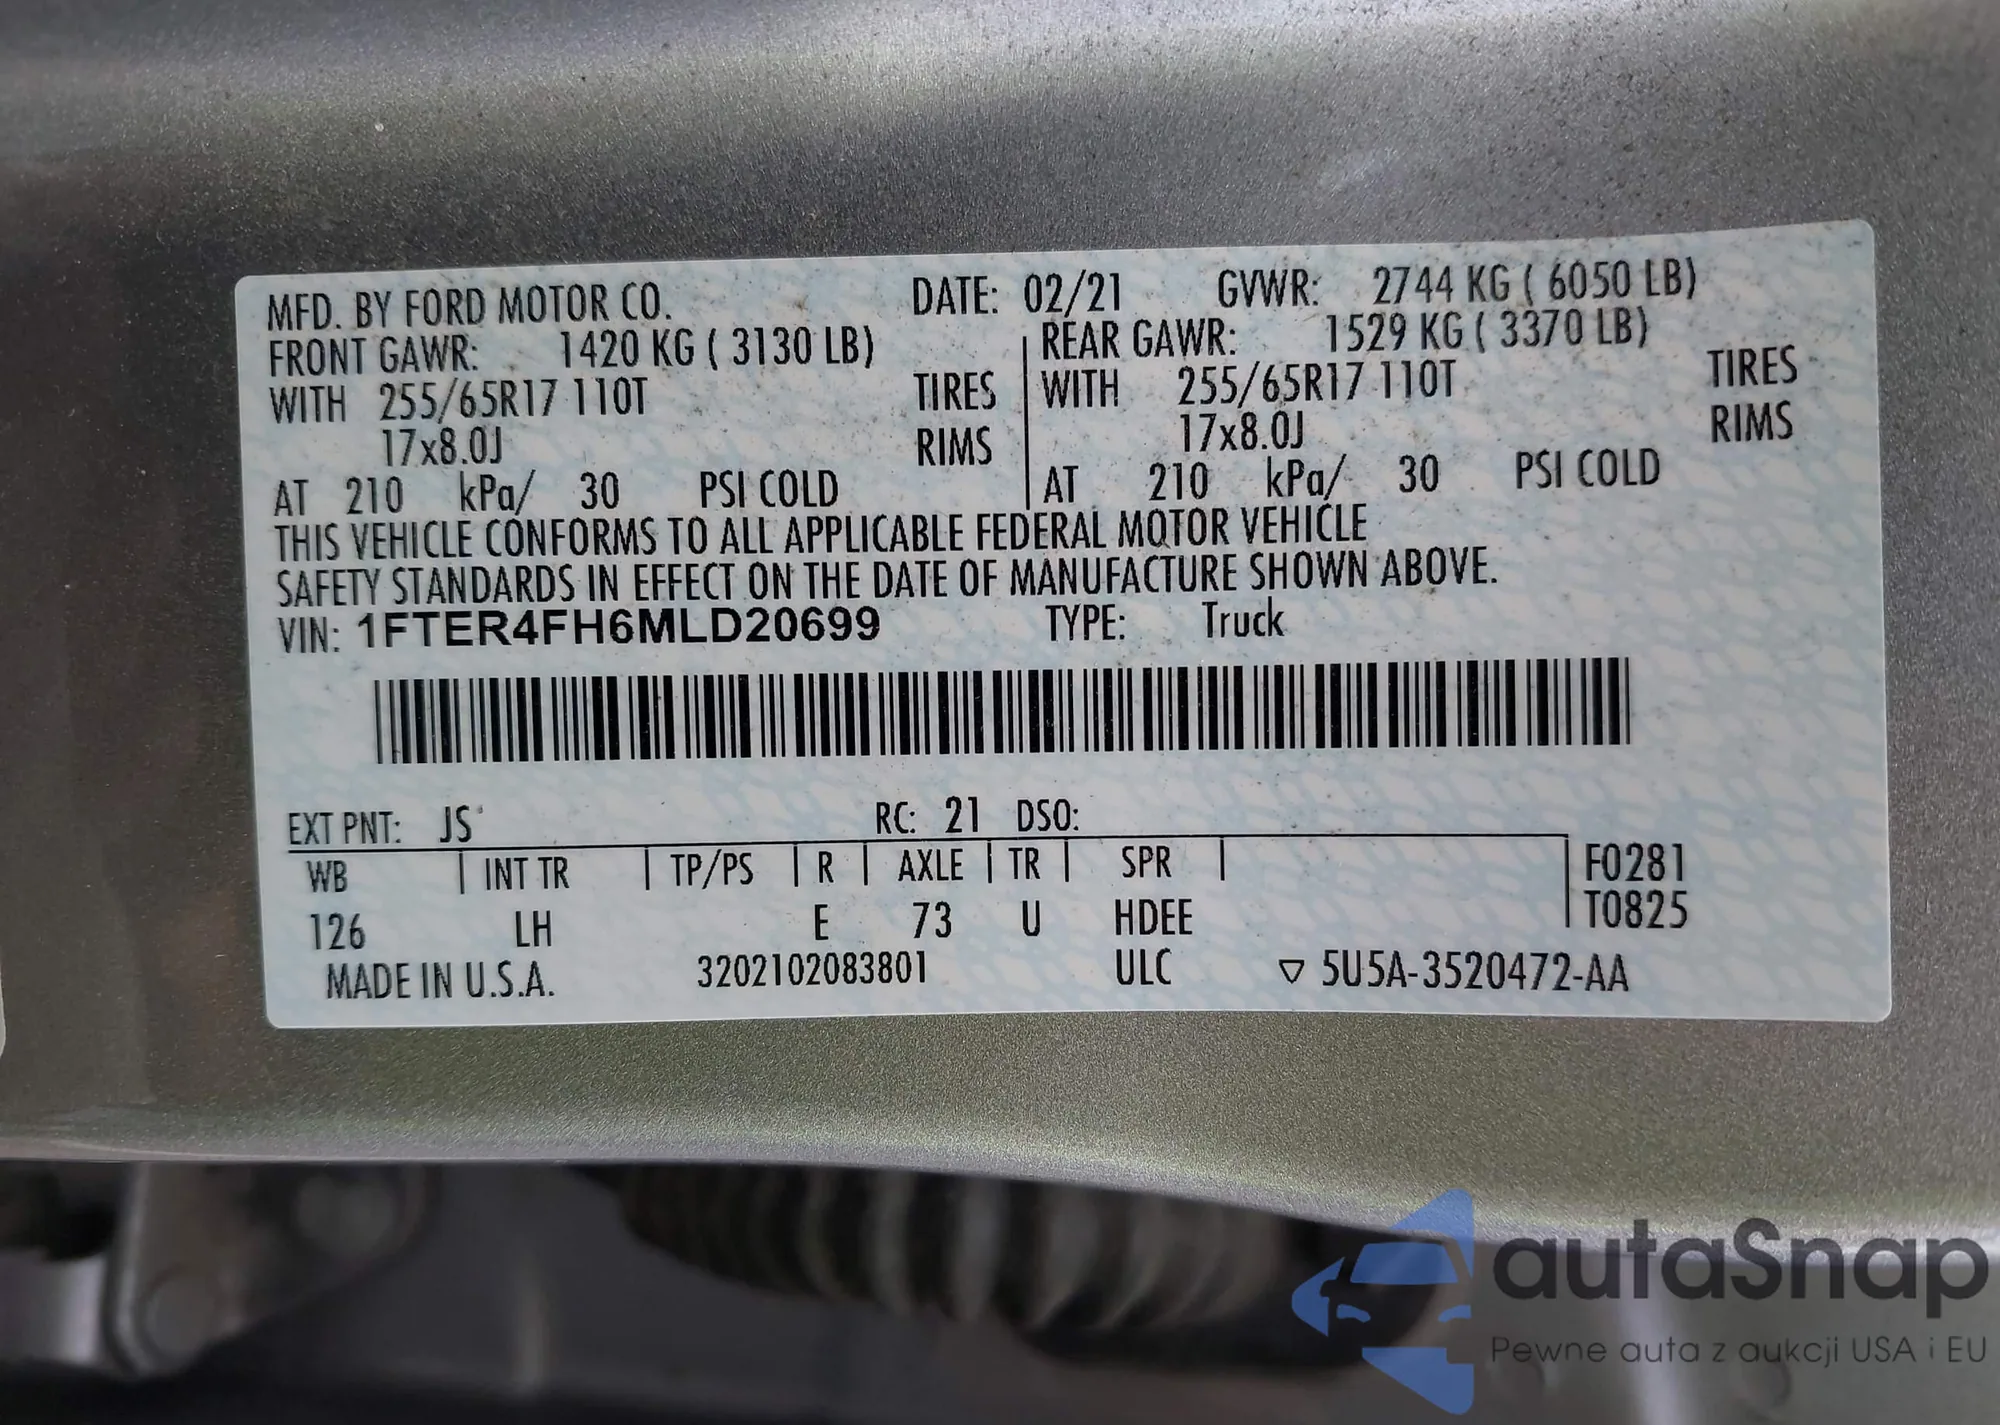 MFD. BY FORD MOTOR CO. DATE: 02/21 GVWR: 2744 KG ( 6050 LB)
FRONT GAWR: 1420 KG ( 3130 LB) REAR GAWR: 1529 KG ( 3370 LB)
WITH 255/65R17 110T TIRES WITH 255/65R17 110T TIRES
17x8.0J RIMS 17x8.0J RIMS
AT 210 kPa/ 30 PSI COLD AT 210 kPa/ 30 PSI COLD
THIS VEHICLE CONFORMS TO ALL APPLICABLE FEDERAL MOTOR VEHICLE
SAFETY STANDARDS IN EFFECT ON THE DATE OF MANUFACTURE SHOWN ABOVE.
VIN: 1FTER4FH6MLD20699 TYPE: Truck
EXT PNT: JS RC: 21 DSO:
WB INT TR TP/PS R AXLE TR SPR F0281
126 LH E 73 U HDEE T0825
MADE IN U.S.A. 3202102083801 ULC ▽ 5U5A-3520472-AA
autaSnap
Pewne auta z aukcji USA i EU